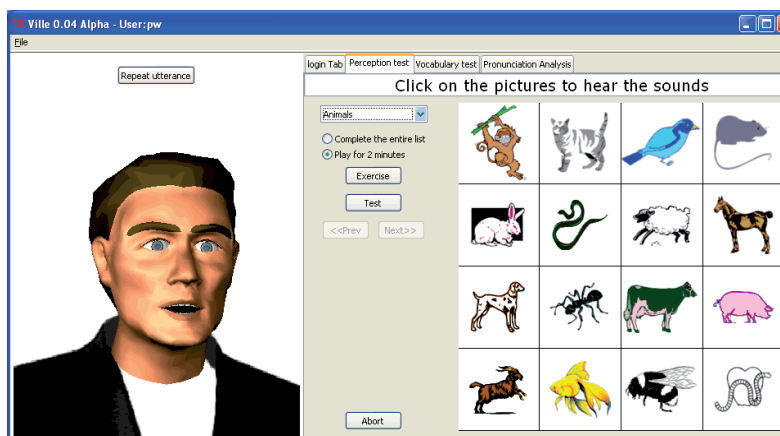 Ville 0.04 Alpha - User:pw
File
Repeat utterance
login Tab Perception test Vocabulary test Pronunciation Analysis
Click on the pictures to hear the sounds
Animals
Complete the entire list
Play for 2 minutes
Exercise
Test
<<Prev Next>>
Abort